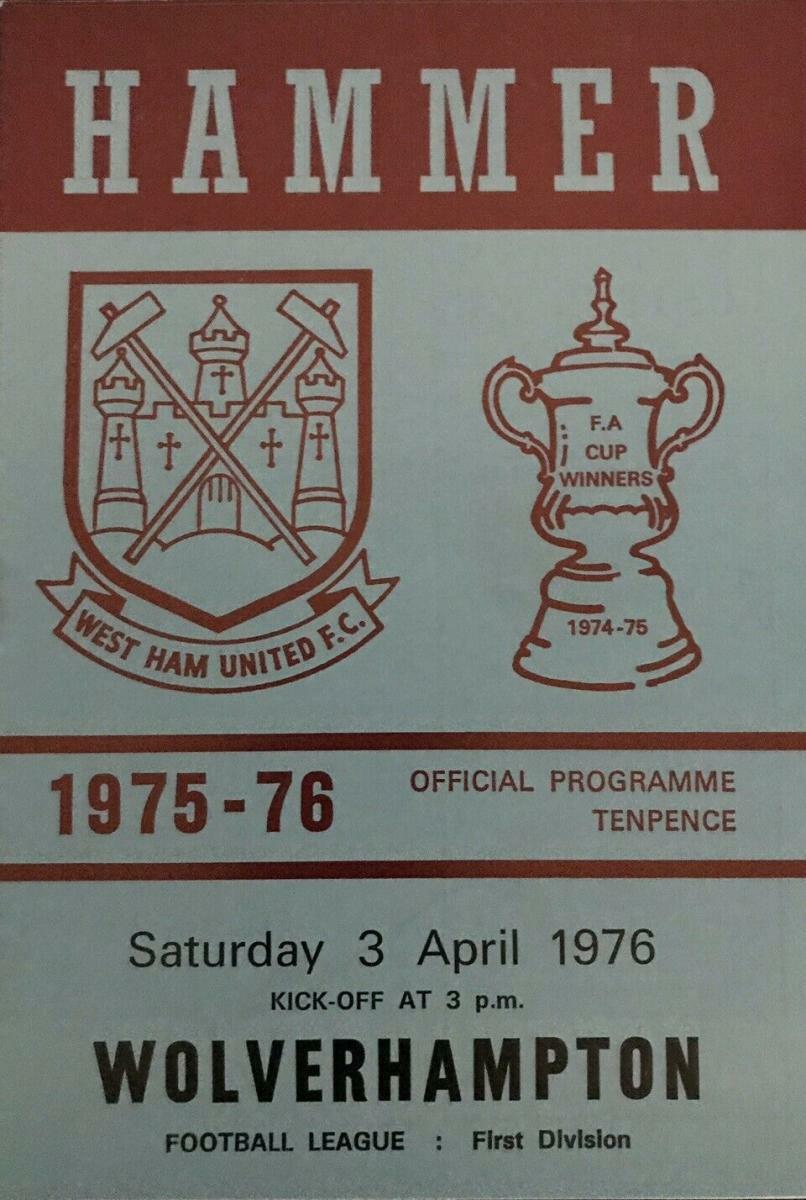 HAMMER
F.A
CUP
WINNERS
1974-75
WEST HAM UNITED F.C.
1975-76
OFFICIAL PROGRAMME
TENPENCE
Saturday 3 April 1976
KICK-OFF AT 3 p.m.
WOLVERHAMPTON
FOOTBALL LEAGUE : First Division